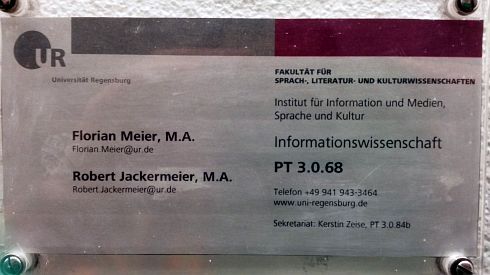 UR
Universität Regensburg
Florian Meier, M.A.
Florian Meier@ur.de
Robert Jackermeier, M.A.
Robert Jackermeier@ur.de
FAKULTÄT FÜR
SPRACH-, LITERATUR- UND KULTURWISSENSCHAFTEN
Institut für Information und Medien,
Sprache und Kultur
Informationswissenschaft
PT 3.0.68
Telefon +49 941 943-3464
www.uni-regensburg.de
Sekretariat: Kerstin Zeise, PT 3.0.84b